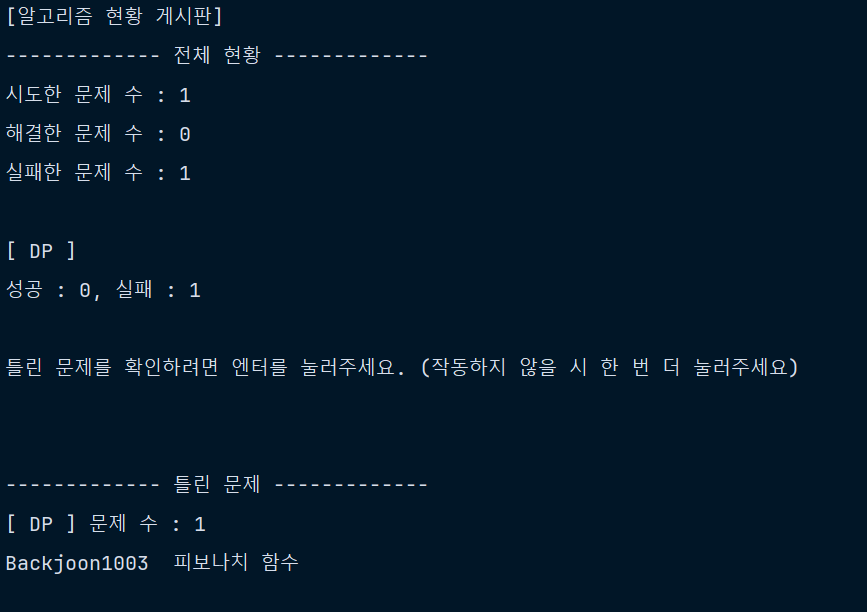 [알고리즘 현황 게시판]
------------- 전체 현황 -------------
시도한 문제 수 : 1
해결한 문제 수 : 0
실패한 문제 수 : 1
[ DP ]
성공 : 0, 실패 : 1
틀린 문제를 확인하려면 엔터를 눌러주세요. (작동하지 않을 시 한 번 더 눌러주세요)
------------- 틀린 문제 -------------
[ DP ] 문제 수 : 1
Backjoon1003  피보나치 함수